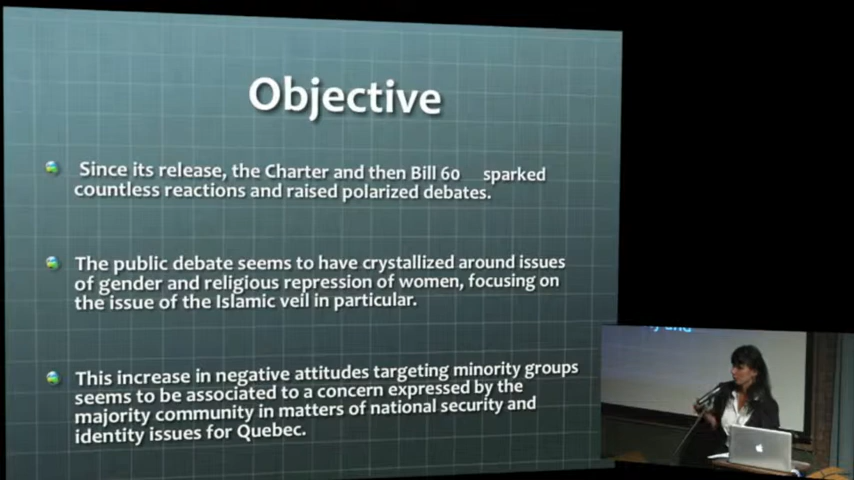 Objective
Since its release, the Charter and then Bill 60 sparked
countless reactions and raised polarized debates.
The public debate seems to have crystallized around issues
of gender and religious repression of women, focusing on
the issue of the Islamic veil in particular.
This increase in negative attitudes targeting minority groups
seems to be associated to a concern expressed by the
majority community in matters of national security and
identity issues for Quebec.
and